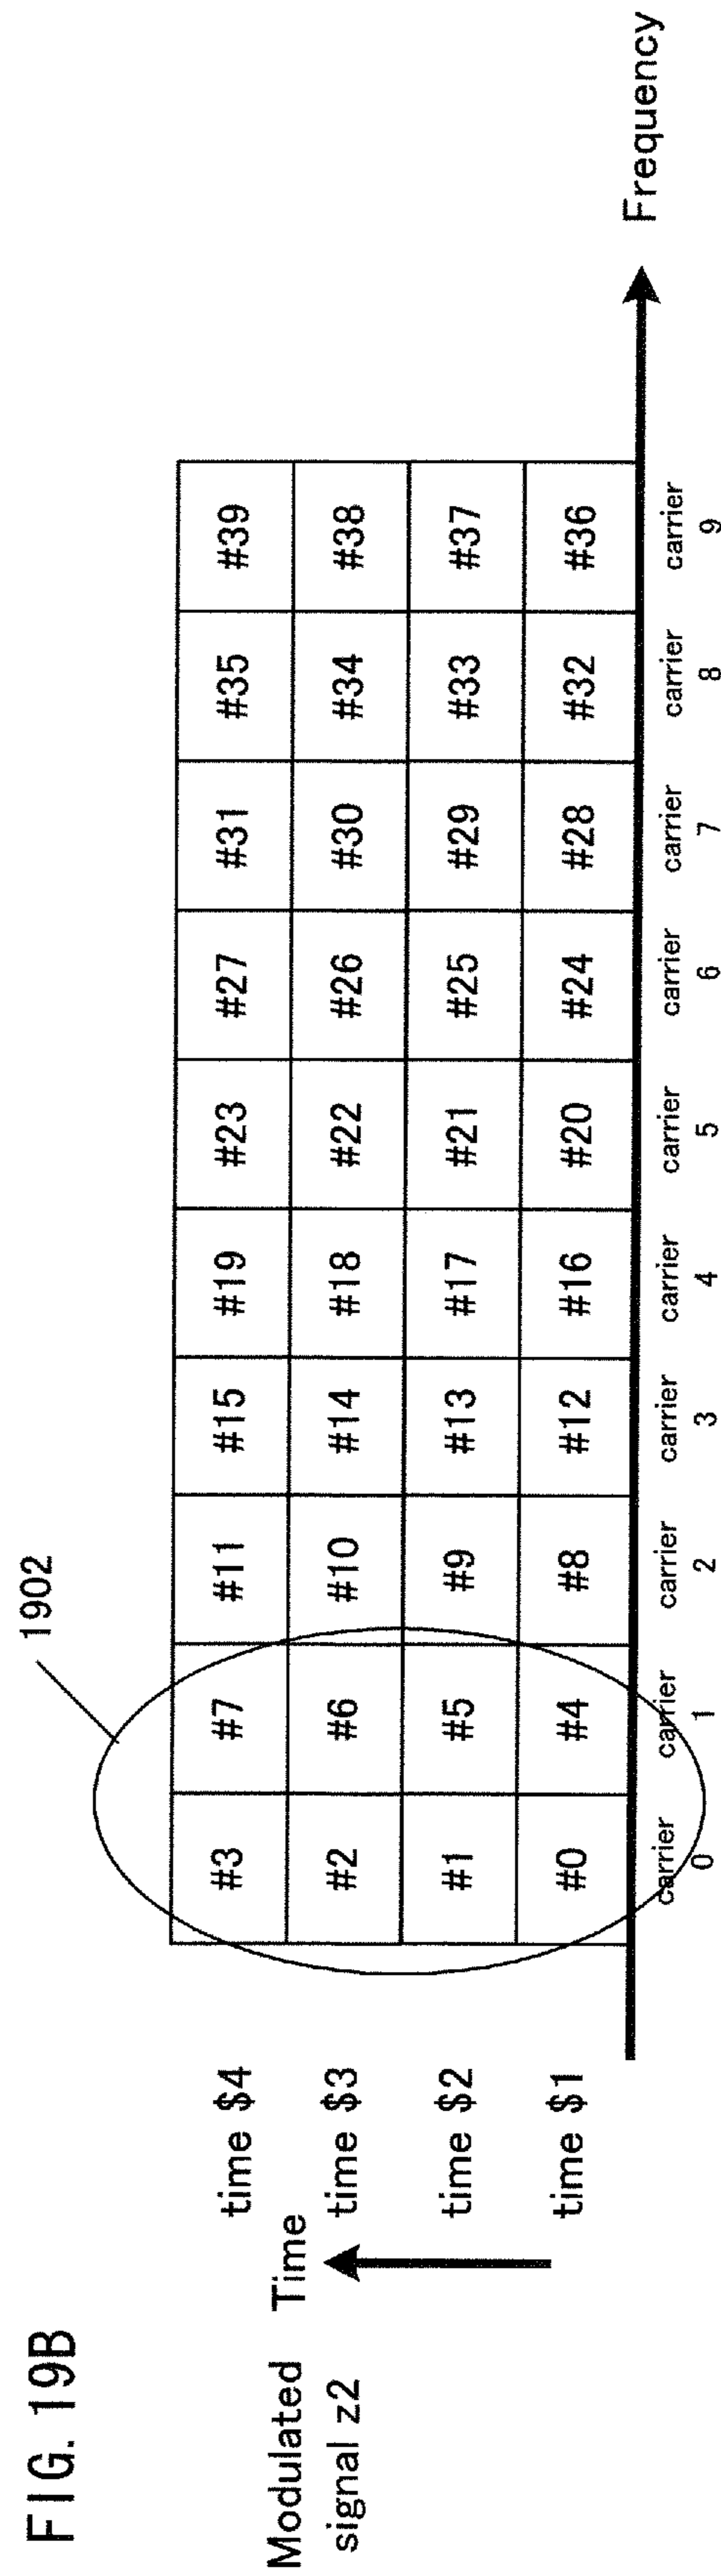 FIG. 19B
1902
Modulated
signal z2
Time
time $4
#3 #7 #11 #15 #19 #23 #27 #31 #35 #39
time $3
#2 #6 #10 #14 #18 #22 #26 #30 #34 #38
time $2
#1 #5 #9 #13 #17 #21 #25 #29 #33 #37
time $1
#0 #4 #8 #12 #16 #20 #24 #28 #32 #36
carrier carrier carrier carrier carrier carrier carrier carrier carrier carrier
0 1 2 3 4 5 6 7 8 9
Frequency